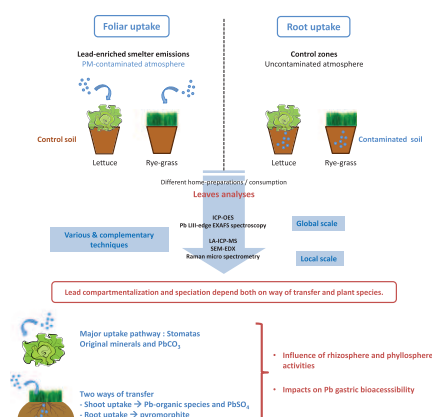 Foliar uptake
Root uptake
Lead-enriched smelter emissions
PM-contaminated atmosphere
Control zones
Uncontaminated atmosphere
Control soil
Contaminated soil
Lettuce
Rye-grass
Lettuce
Rye-grass
Different home-preparations / consumption
Leaves analyses
ICP-OES
Pb LIII-edge EXAFS spectroscopy
LA-ICP-MS
SEM-EDX
Raman micro spectrometry
Various & complementary
techniques
Global scale
Local scale
Lead compartmentalization and speciation depend both on way of transfer and plant species.
Major uptake pathway : Stomatas
Original minerals and PbCO₃
Two ways of transfer
- Shoot uptake → Pb-organic species and PbSO₄
- Root uptake → pyromorphite
• Influence of rhizosphere and phyllosphere
activities
• Impacts on Pb gastric bioacessibility